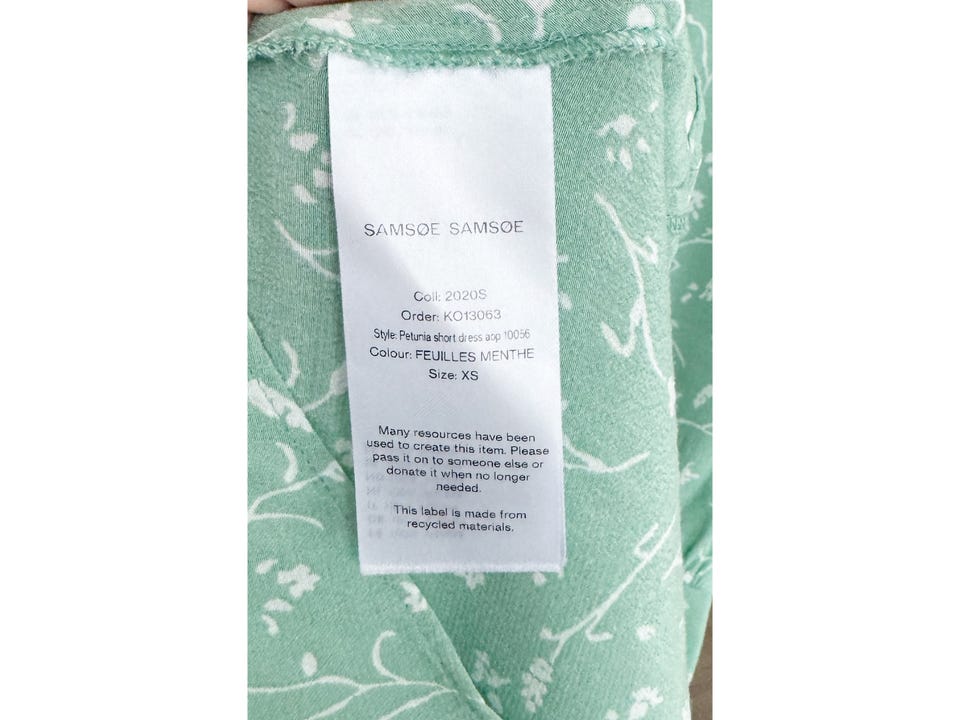 SAMSØE SAMSØE
Coll: 2020S
Order: KO13063
Style: Petunia short dress aop 10056
Colour: FEUILLES MENTHE
Size: XS
Many resources have been
used to create this item. Please
pass it on to someone else or
donate it when no longer
needed.
This label is made from
recycled materials.